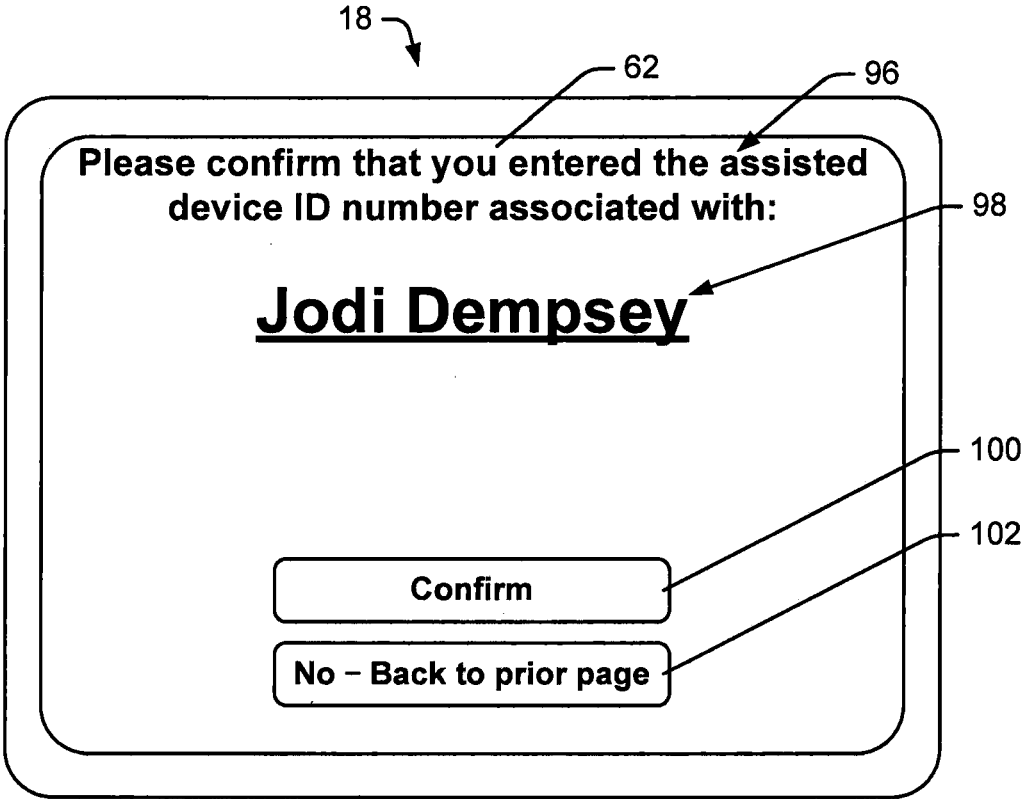 18
62
96
Please confirm that you entered the assisted
device ID number associated with:
98
Jodi Dempsey
100
102
Confirm
No – Back to prior page